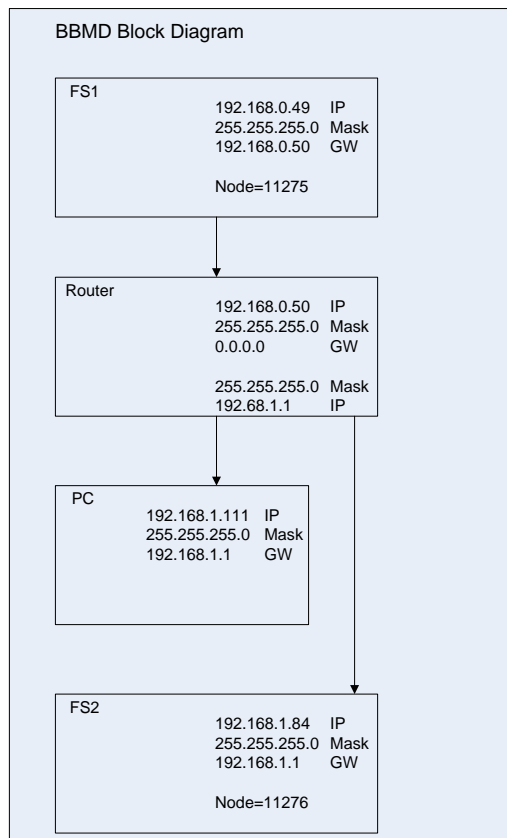 BBMD Block Diagram
FS1
192.168.0.49 IP
255.255.255.0 Mask
192.168.0.50 GW
Node=11275
Router
192.168.0.50 IP
255.255.255.0 Mask
0.0.0.0 GW
255.255.255.0 Mask
192.68.1.1 IP
PC
192.168.1.111 IP
255.255.255.0 Mask
192.168.1.1 GW
FS2
192.168.1.84 IP
255.255.255.0 Mask
192.168.1.1 GW
Node=11276